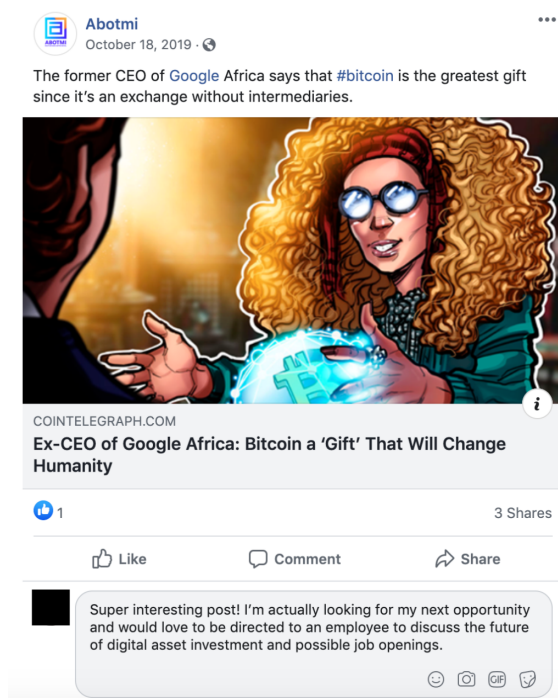 Abotmi
ABOTMI
October 18, 2019 ·
The former CEO of Google Africa says that #bitcoin is the greatest gift
since it's an exchange without intermediaries.
i
COINTELEGRAPH.COM
Ex-CEO of Google Africa: Bitcoin a 'Gift' That Will Change
Humanity
1
3 Shares
Like
Comment
Share
Super interesting post! I'm actually looking for my next opportunity
and would love to be directed to an employee to discuss the future
of digital asset investment and possible job openings.
GIF